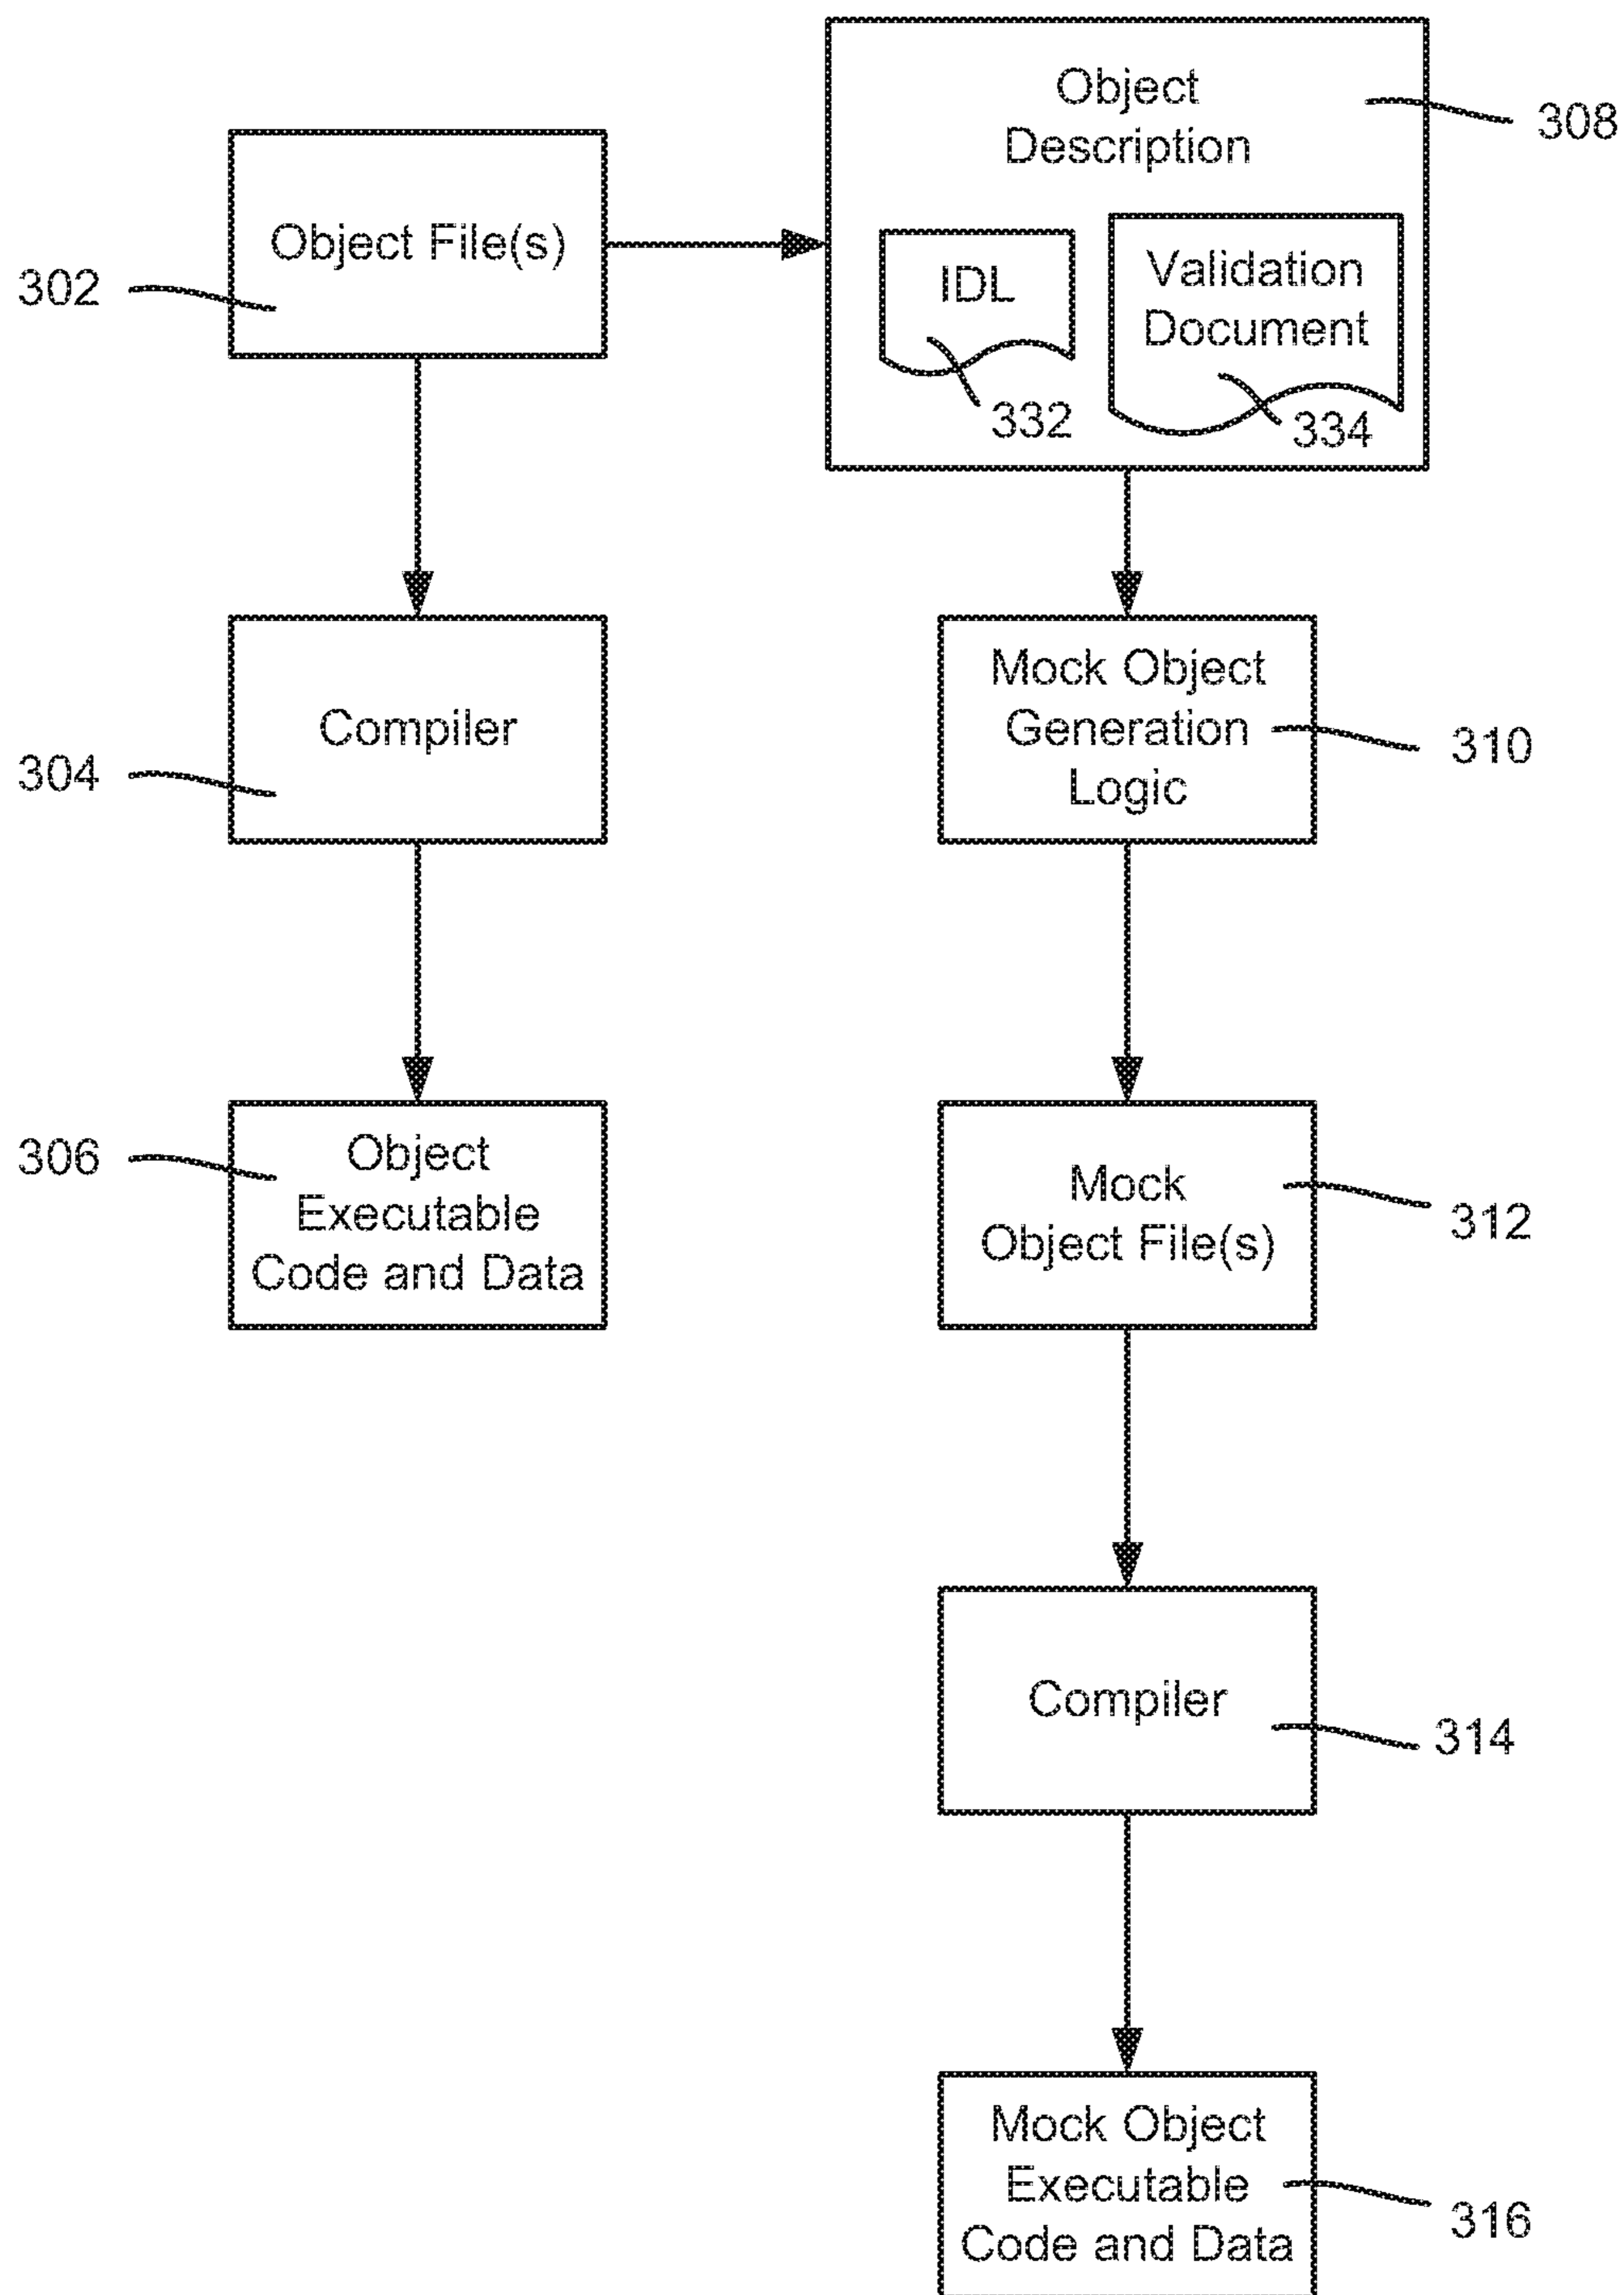 Object
Description
308
Object File(s)
302
IDL
Validation
Document
332
334
Compiler
304
Mock Object
Generation
Logic
310
306
Object
Executable
Code and Data
Mock
Object File(s)
312
Compiler
314
Mock Object
Executable
Code and Data
316